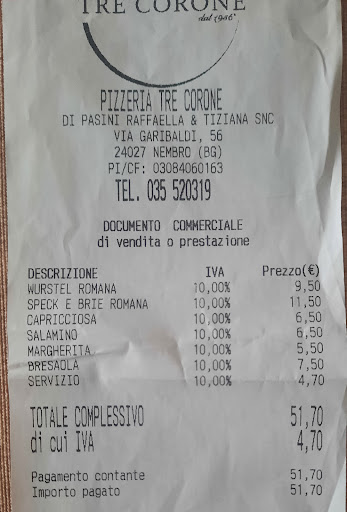 TRE CORONE
dal 1946
PIZZERIA TRE CORONE
DI PASINI RAFFAELLA & TIZIANA SNC
VIA GARIBALDI, 56
24027 NEMBRO (BG)
PI/CF: 03084060163
TEL. 035 520319
DOCUMENTO COMMERCIALE
di vendita o prestazione
DESCRIZIONE IVA Prezzo(€)
WURSTEL ROMANA 10,00% 9,50
SPECK E BRIE ROMANA 10,00% 11,50
CAPRICCIOSA 10,00% 6,50
SALAMINO 10,00% 6,50
MARGHERITA 10,00% 5,50
BRESAOLA 10,00% 7,50
SERVIZIO 10,00% 4,70
TOTALE COMPLESSIVO 51,70
di cui IVA 4,70
Pagamento contante 51,70
Importo pagato 51,70